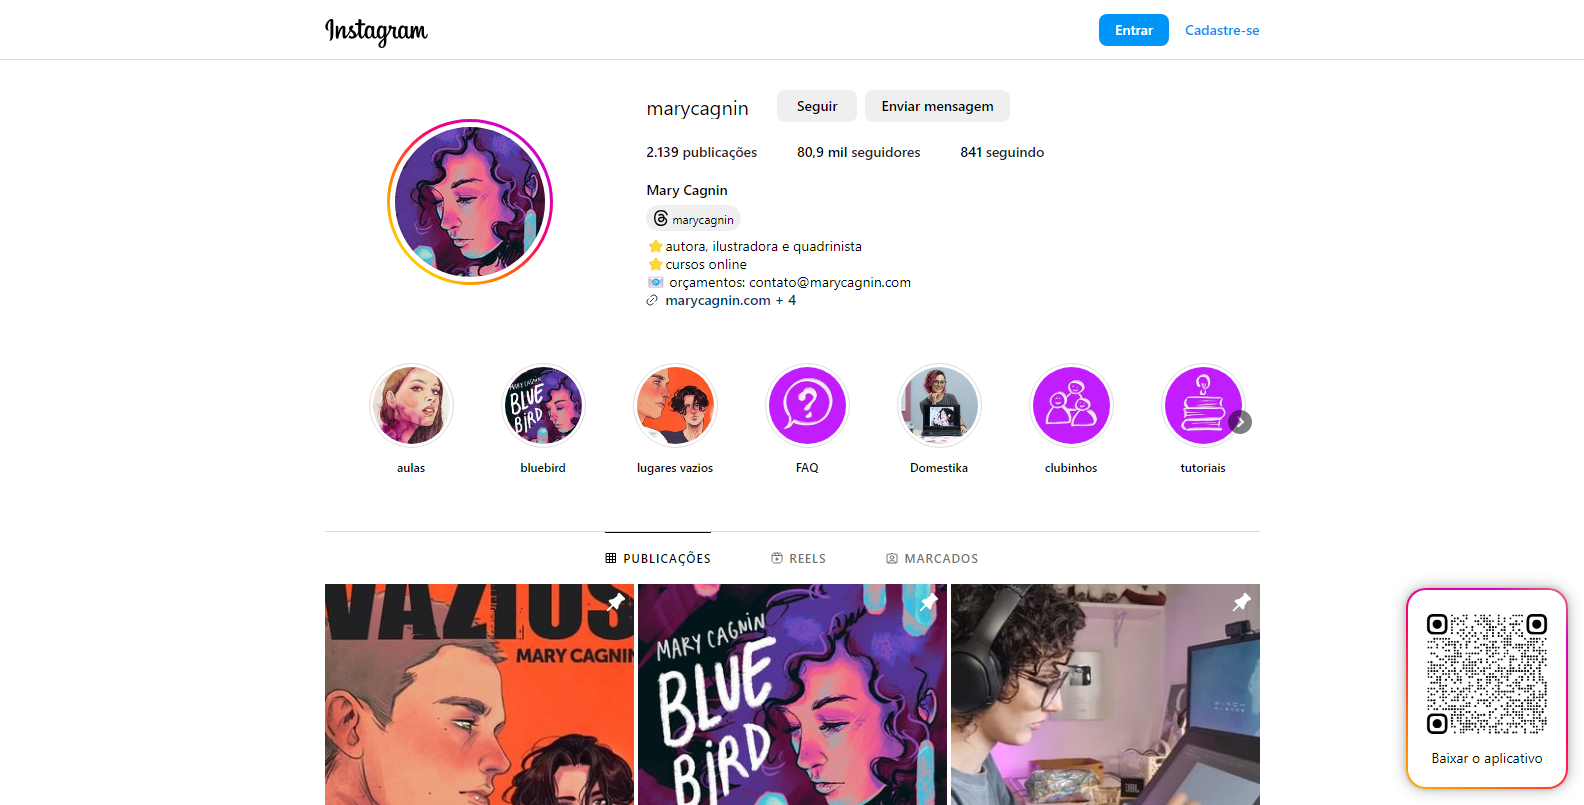 Instagram
Entrar
Cadastre-se
marycagnin
Seguir
Enviar mensagem
2.139 publicações
80,9 mil seguidores
841 seguindo
Mary Cagnin
marycagnin
autora, ilustradora e quadrinista
cursos online
orçamentos: contato@marycagnin.com
marycagnin.com + 4
MARY CAGNIN
BLUE
BIRD
?
aulas
bluebird
lugares vazios
FAQ
Domestika
clubinhos
tutoriais
PUBLICAÇÕES
REELS
MARCADOS
VAZIOS
MARY CAGNIN
MARY CAGNIN
BLUE
BIRD
Baixar o aplicativo